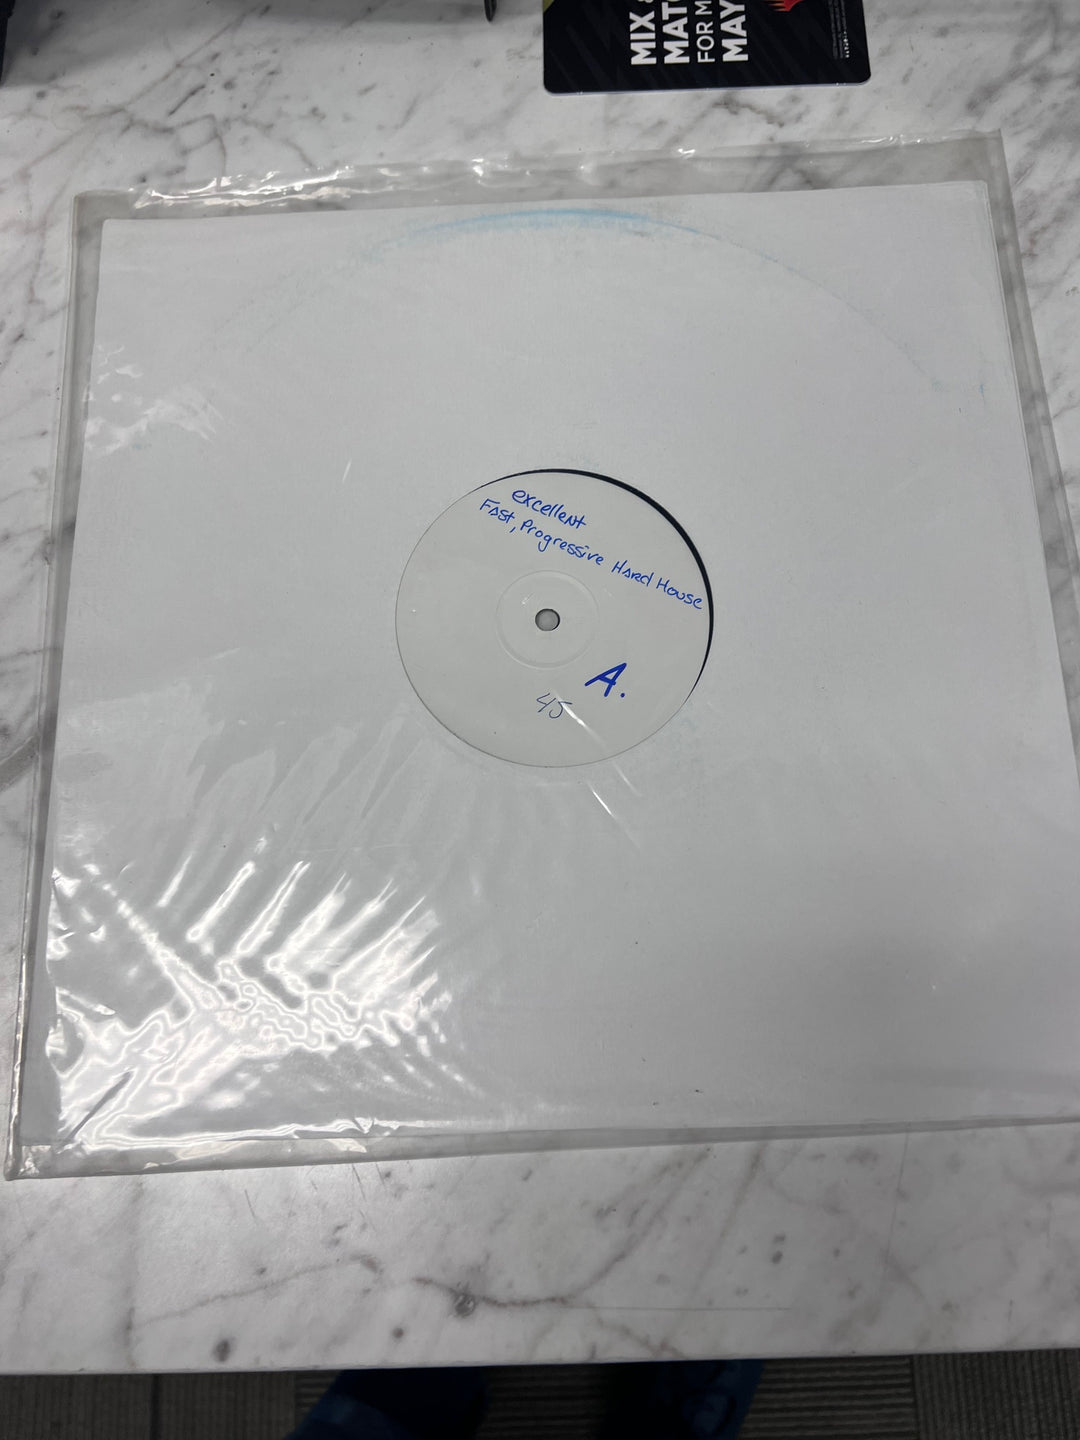 MIX &
MAT
FOR M
MAY
excellent
Fast, Progressive Hard House
A.
45